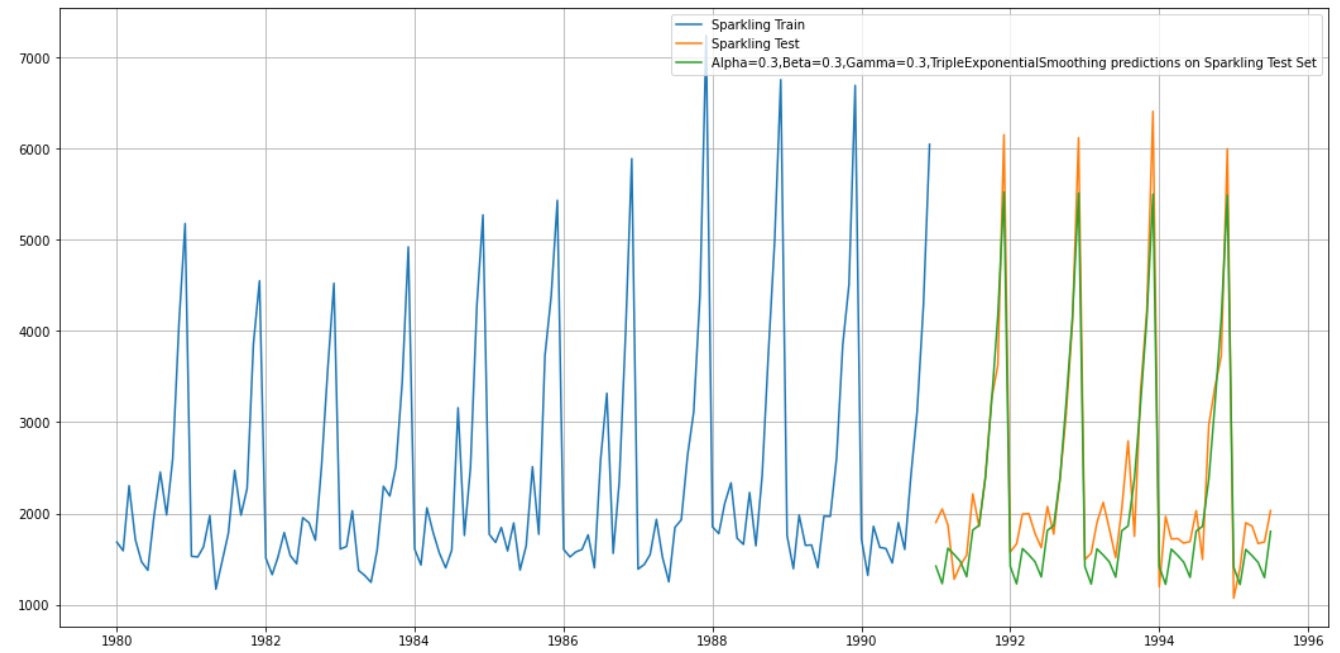 Sparkling Train
Sparkling Test
Alpha=0.3,Beta=0.3,Gamma=0.3,TripleExponentialSmoothing predictions on Sparkling Test Set
7000
6000
5000
4000
3000
2000
1000
1980 1982 1984 1986 1988 1990 1992 1994 1996